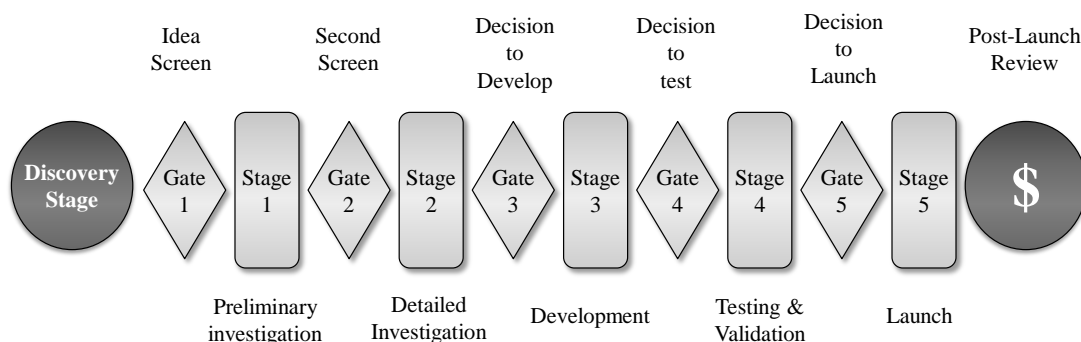 Idea
Screen
Second
Screen
Decision
to
Develop
Decision
to
test
Decision
to
Launch
Post-Launch
Review
Discovery
Stage
Gate
1
Stage
1
Gate
2
Stage
2
Gate
3
Stage
3
Gate
4
Stage
4
Gate
5
Stage
5
$
Preliminary
investigation
Detailed
Investigation
Development
Testing &
Validation
Launch